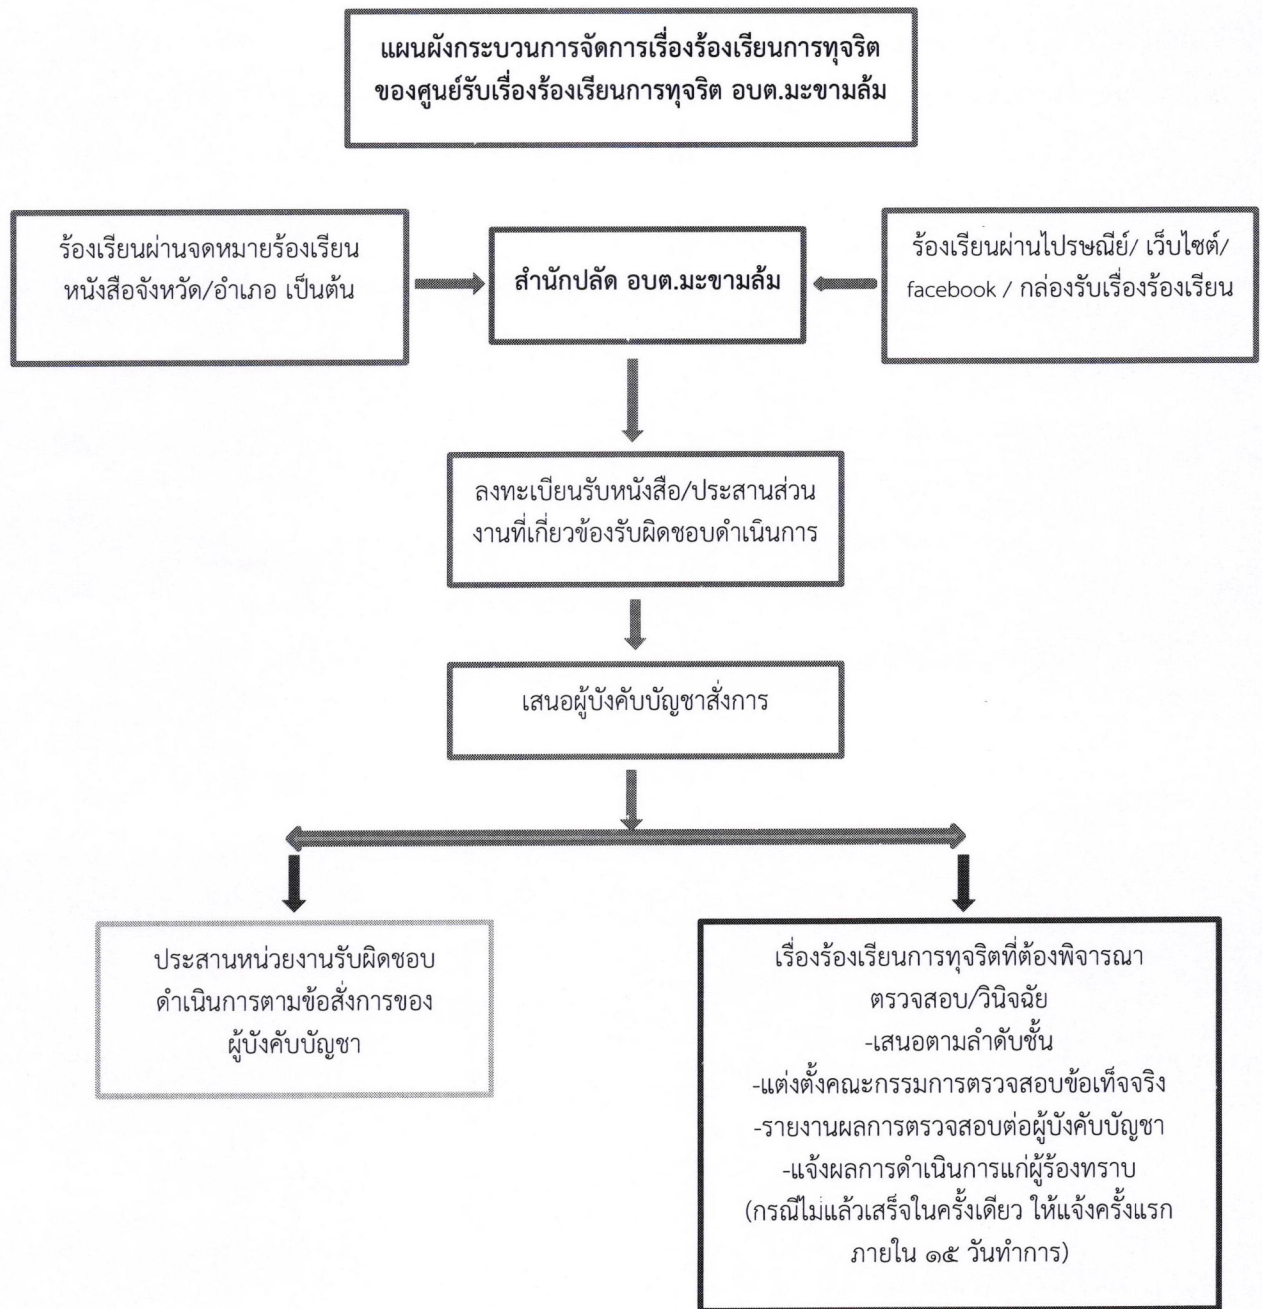 แผนผังกระบวนการจัดการเรื่องร้องเรียนการทุจริต
ของศูนย์รับเรื่องร้องเรียนการทุจริต อบต.มะขามล้ม
ร้องเรียนผ่านจดหมายร้องเรียน
หนังสือจังหวัด/อำเภอ เป็นต้น
สำนักปลัด อบต.มะขามล้ม
ร้องเรียนผ่านไปรษณีย์/ เว็บไซต์/
facebook / กล่องรับเรื่องร้องเรียน
ลงทะเบียนรับหนังสือ/ประสานส่วน
งานที่เกี่ยวข้องรับผิดชอบดำเนินการ
เสนอผู้บังคับบัญชาสั่งการ
ประสานหน่วยงานรับผิดชอบ
ดำเนินการตามข้อสั่งการของ
ผู้บังคับบัญชา
เรื่องร้องเรียนการทุจริตที่ต้องพิจารณา
ตรวจสอบ/วินิจฉัย
-เสนอตามลำดับชั้น
-แต่งตั้งคณะกรรมการตรวจสอบข้อเท็จจริง
-รายงานผลการตรวจสอบต่อผู้บังคับบัญชา
-แจ้งผลการดำเนินการแก่ผู้ร้องทราบ
(กรณีไม่แล้วเสร็จในครั้งเดียว ให้แจ้งครั้งแรก
ภายใน ๑๕ วันทำการ)